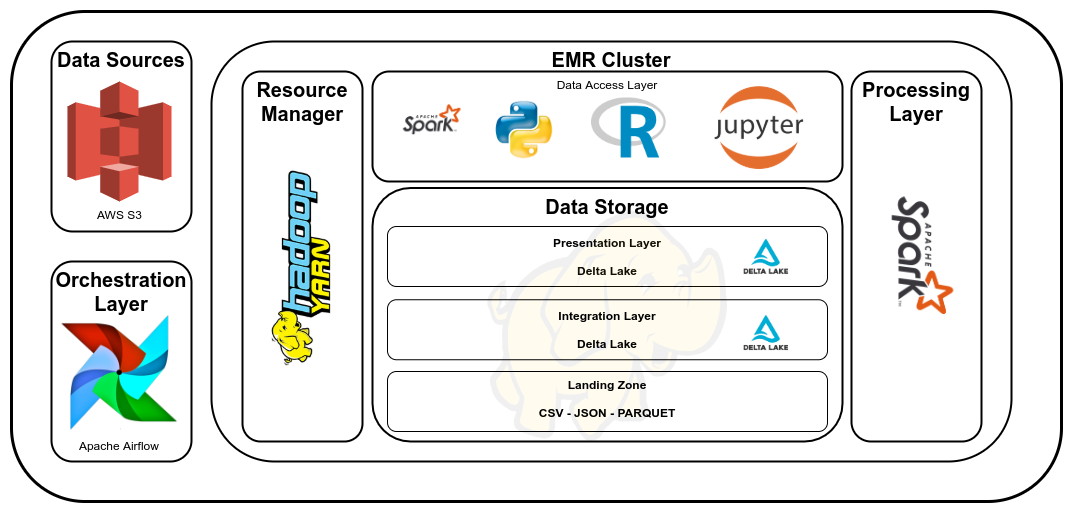 Data Sources
AWS S3
Orchestration
Layer
Apache Airflow
EMR Cluster
Resource
Manager
hadoop
YARN
Data Access Layer
APACHE
Spark
R
jupyter
Data Storage
Presentation Layer
Delta Lake
DELTA LAKE
Integration Layer
Delta Lake
DELTA LAKE
Landing Zone
CSV - JSON - PARQUET
Processing
Layer
APACHE
Spark